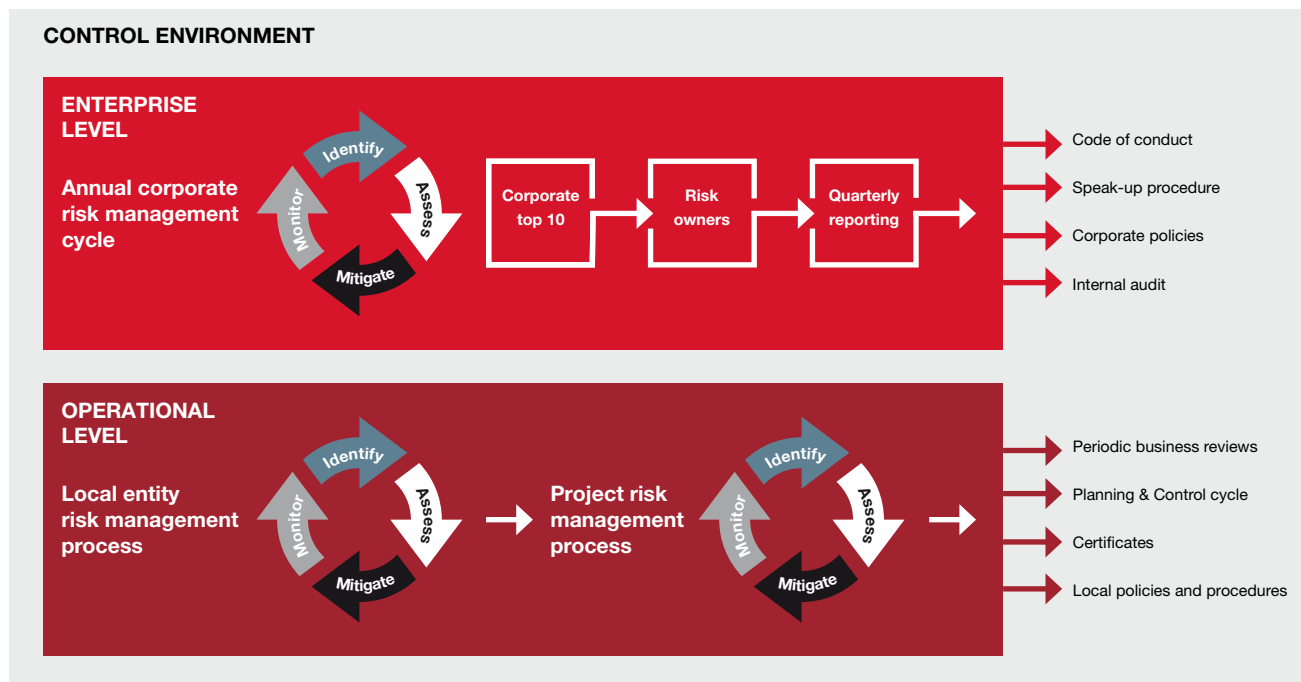 CONTROL ENVIRONMENT
ENTERPRISE
LEVEL
Annual corporate
risk management
cycle
Identify
Assess
Mitigate
Monitor
Corporate
top 10
Risk
owners
Quarterly
reporting
Code of conduct
Speak-up procedure
Corporate policies
Internal audit
OPERATIONAL
LEVEL
Local entity
risk management
process
Identify
Assess
Mitigate
Monitor
Project risk
management
process
Identify
Assess
Mitigate
Monitor
Periodic business reviews
Planning & Control cycle
Certificates
Local policies and procedures